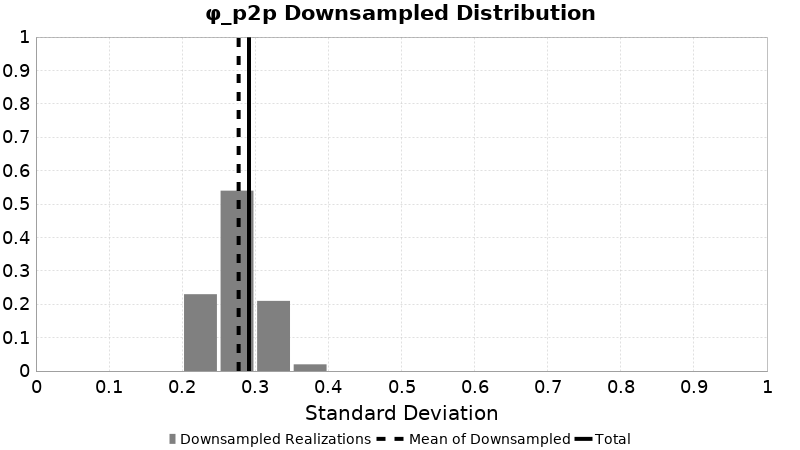 φ_p2p Downsampled Distribution
1
0.9
0.8
0.7
0.6
0.5
0.4
0.3
0.2
0.1
0
0 0.1 0.2 0.3 0.4 0.5 0.6 0.7 0.8 0.9 1
Standard Deviation
Downsampled Realizations Mean of Downsampled Total